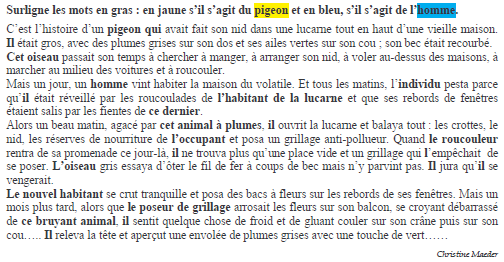 Surligne les mots en gras : en jaune s’il s’agit du pigeon et en bleu, s’il s’agit de l’homme.
C’est l’histoire d’un pigeon qui avait fait son nid dans une lucarne tout en haut d’une vieille maison.
Il était gros, avec des plumes grises sur son dos et ses ailes vertes sur son cou ; son bec était recourbé.
Cet oiseau passait son temps à chercher à manger, à arranger son nid, à voler au-dessus des maisons, à
marcher au milieu des voitures et à roucouler.
Mais un jour, un homme vint habiter la maison du volatile. Et tous les matins, l’individu pesta parce
qu’il était réveillé par les roucoulades de l’habitant de la lucarne et que ses rebords de fenêtres
étaient salis par les fientes de ce dernier.
Alors un beau matin, agacé par cet animal à plumes, il ouvrit la lucarne et balaya tout : les crottes, le
nid, les réserves de nourriture de l’occupant et posa un grillage anti-pollueur. Quand le roucouleur
rentra de sa promenade ce jour-là, il ne trouva plus qu’une place vide et un grillage qui l’empêchait de
se poser. L’oiseau gris essaya d’ôter le fil de fer à coups de bec mais n’y parvint pas. Il jura qu’il se
vengerait.
Le nouvel habitant se crut tranquille et posa des bacs à fleurs sur les rebords de ses fenêtres. Mais un
mois plus tard, alors que le poseur de grillage arrosait les fleurs sur son balcon, se croyant débarrassé
de ce bruyant animal, il sentit quelque chose de froid et de gluant couler sur son crâne puis sur son
cou….. Il releva la tête et aperçut une envolée de plumes grises avec une touche de vert……
Christine Maeder